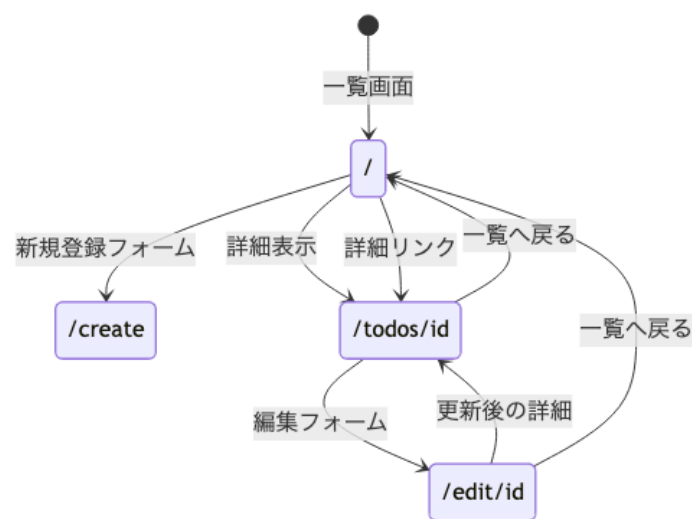 一覧画面
/
新規登録フォーム
詳細表示
詳細リンク
一覧へ戻る
/create
/todos/id
一覧へ戻る
編集フォーム
更新後の詳細
/edit/id